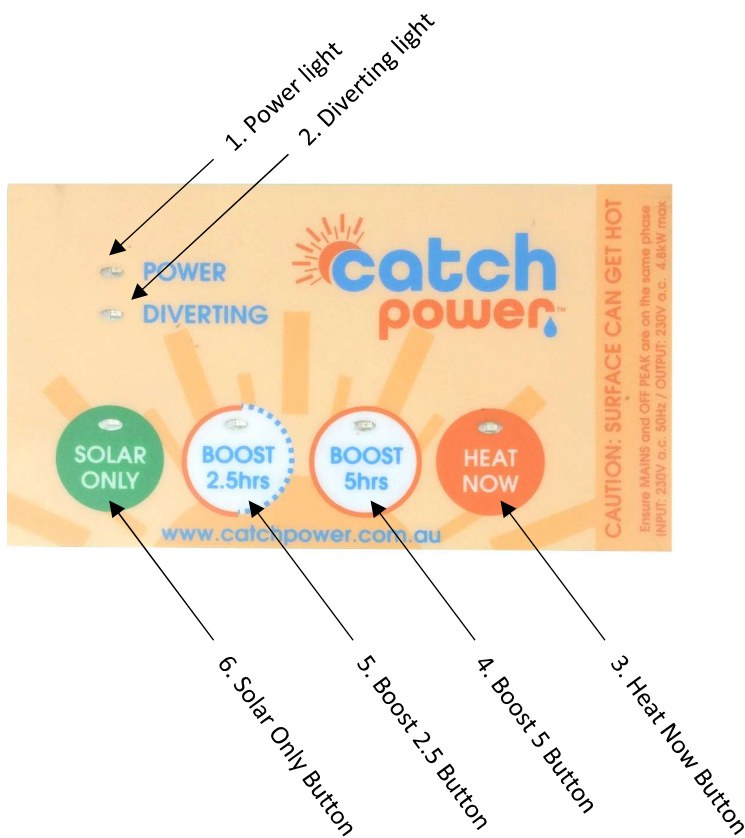 1. Power light
2. Diverting light
POWER
DIVERTING
catch
power
™
SOLAR
ONLY
BOOST
2.5hrs
BOOST
5hrs
HEAT
NOW
www.catchpower.com.au
CAUTION: SURFACE CAN GET HOT
Ensure MAINS and OFF PEAK are on the same phase
INPUT: 230V a.c. 50Hz / OUTPUT: 230V a.c. 4.8kW max
6. Solar Only Button
5. Boost 2.5 Button
4. Boost 5 Button
3. Heat Now Button